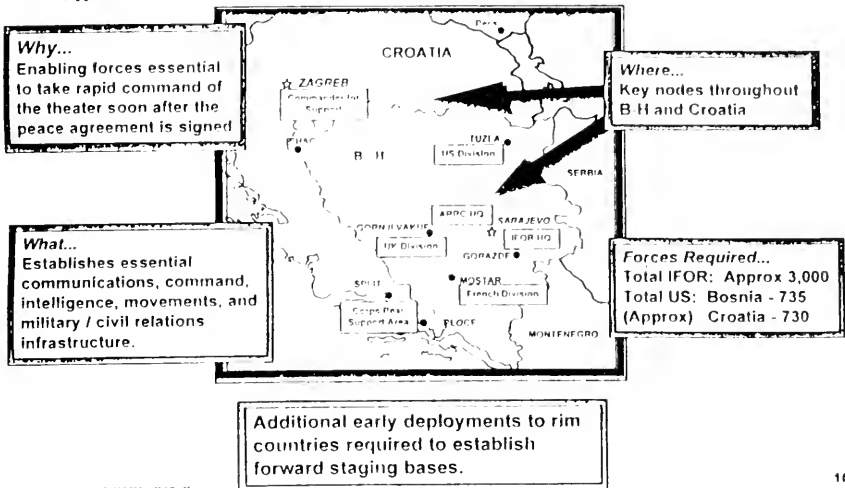 Why...
Enabling forces essential
to take rapid command of
the theater soon after the
peace agreement is signed
What...
Establishes essential
communications, command,
intelligence, movements, and
military / civil relations
infrastructure.
CROATIA
ZAGREB
Commander for
Support
B H
TUZLA
US Division
SERBIA
SARAJEVO
IFOR HQ
UK Division
GORAZDE
MOSTAR
French Division
SPLIT
Corps Rear
Support Area
PLOCE
MONTENEGRO
Where...
Key nodes throughout
B-H and Croatia
Forces Required...
Total IFOR: Approx 3,000
Total US: Bosnia - 735
(Approx) Croatia - 730
Additional early deployments to rim
countries required to establish
forward staging bases.